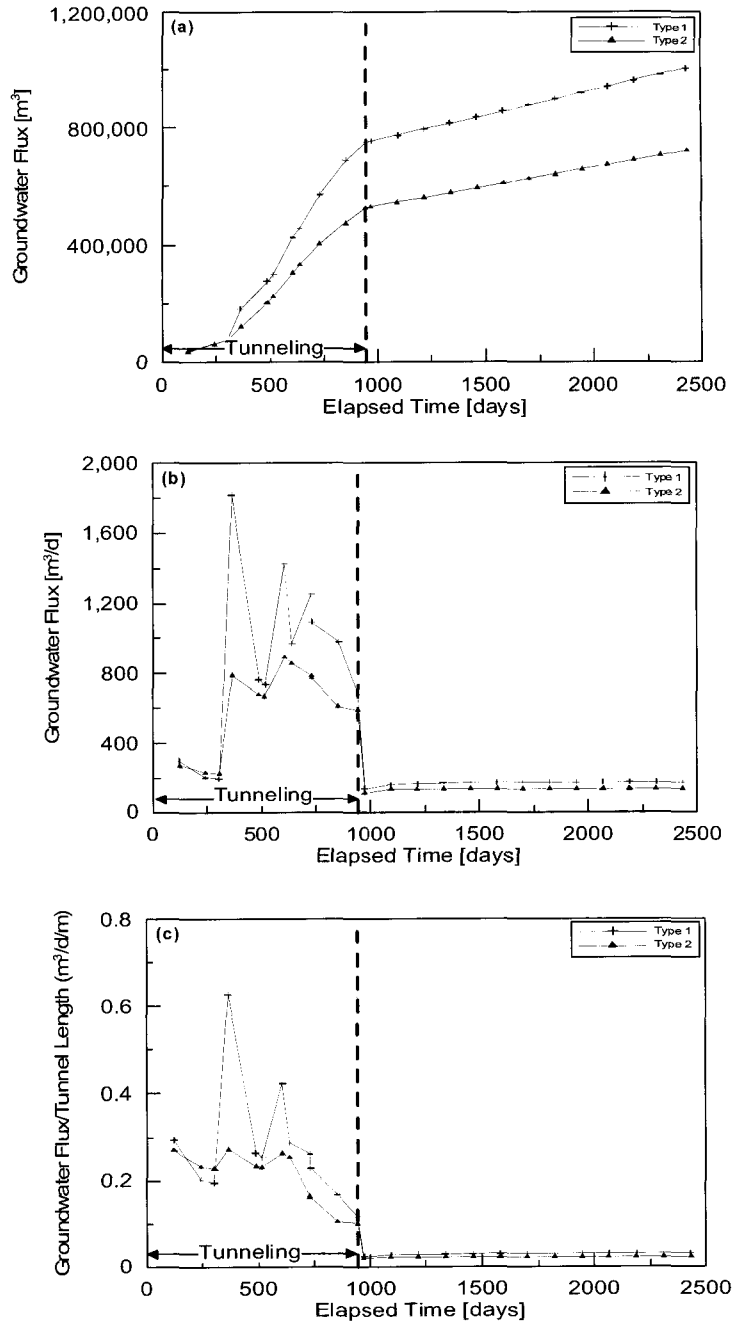 1,200,000
(a)
Type 1
Type 2
800,000
400,000
0
Groundwater Flux [m³]
Tunneling
0 500 1000 1500 2000 2500
Elapsed Time [days]
2,000
(b)
Type 1
Type 2
1,600
1,200
800
400
0
Groundwater Flux [m³/d]
Tunneling
0 500 1000 1500 2000 2500
Elapsed Time [days]
0.8
(c)
Type 1
Type 2
0.6
0.4
0.2
0
Groundwater Flux/Tunnel Length (m³/d/m)
Tunneling
0 500 1000 1500 2000 2500
Elapsed Time [days]